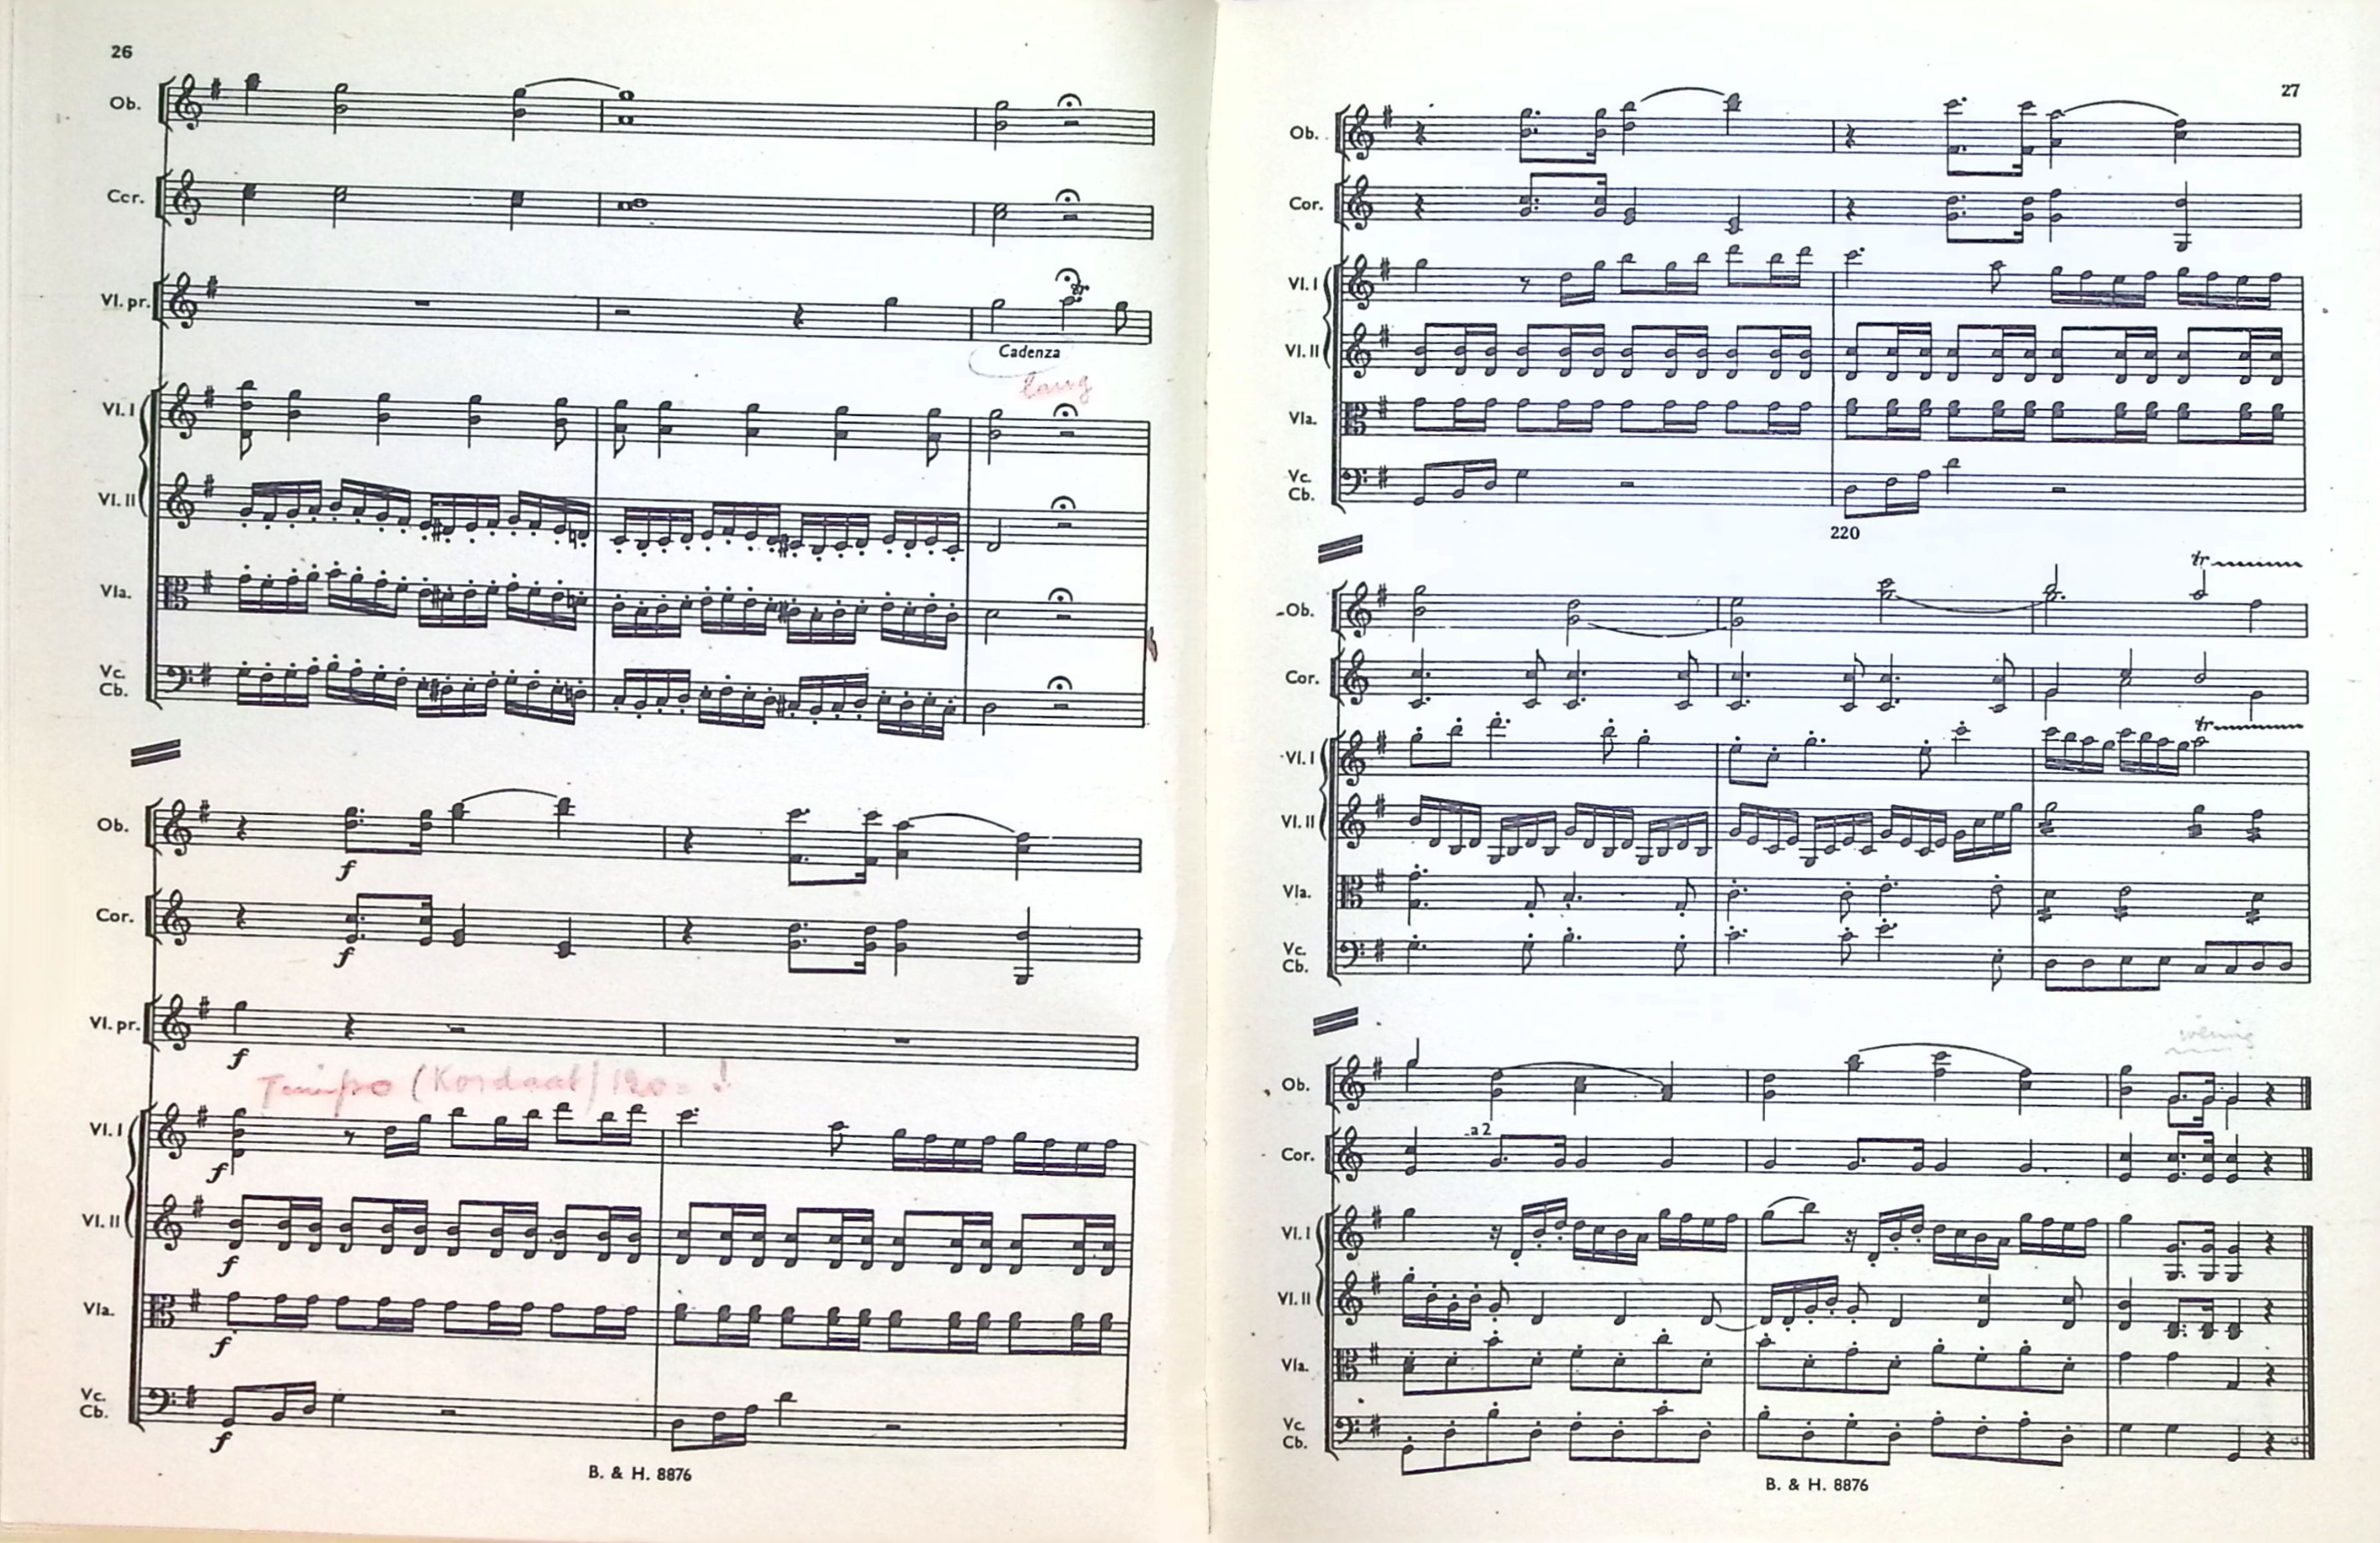 26
Ob.
Ccr.
Vl. pr.
Cadenza
lang
Vl. I
Vl. II
Vla.
Vc.
Cb.
Ob.
f
Cor.
f
Vl. pr.
f
Tempo (Kordaat) 120 = ♩
Vl. I
f
Vl. II
f
Vla.
f
Vc.
Cb.
f
B. & H. 8876
27
Ob.
Cor.
Vl. I
Vl. II
Vla.
Vc.
Cb.
220
tr
Ob.
Cor.
tr
Vl. I
Vl. II
Vla.
Vc.
Cb.
Ob.
a 2
Cor.
Vl. I
Vl. II
Vla.
Vc.
Cb.
B. & H. 8876